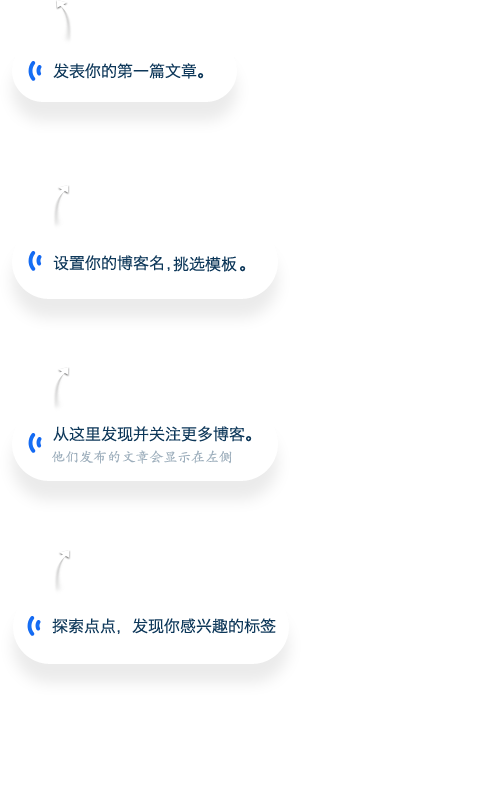 发表你的第一篇文章。
设置你的博客名,挑选模板。
从这里发现并关注更多博客。
他们发布的文章会显示在左侧
探索点点，发现你感兴趣的标签